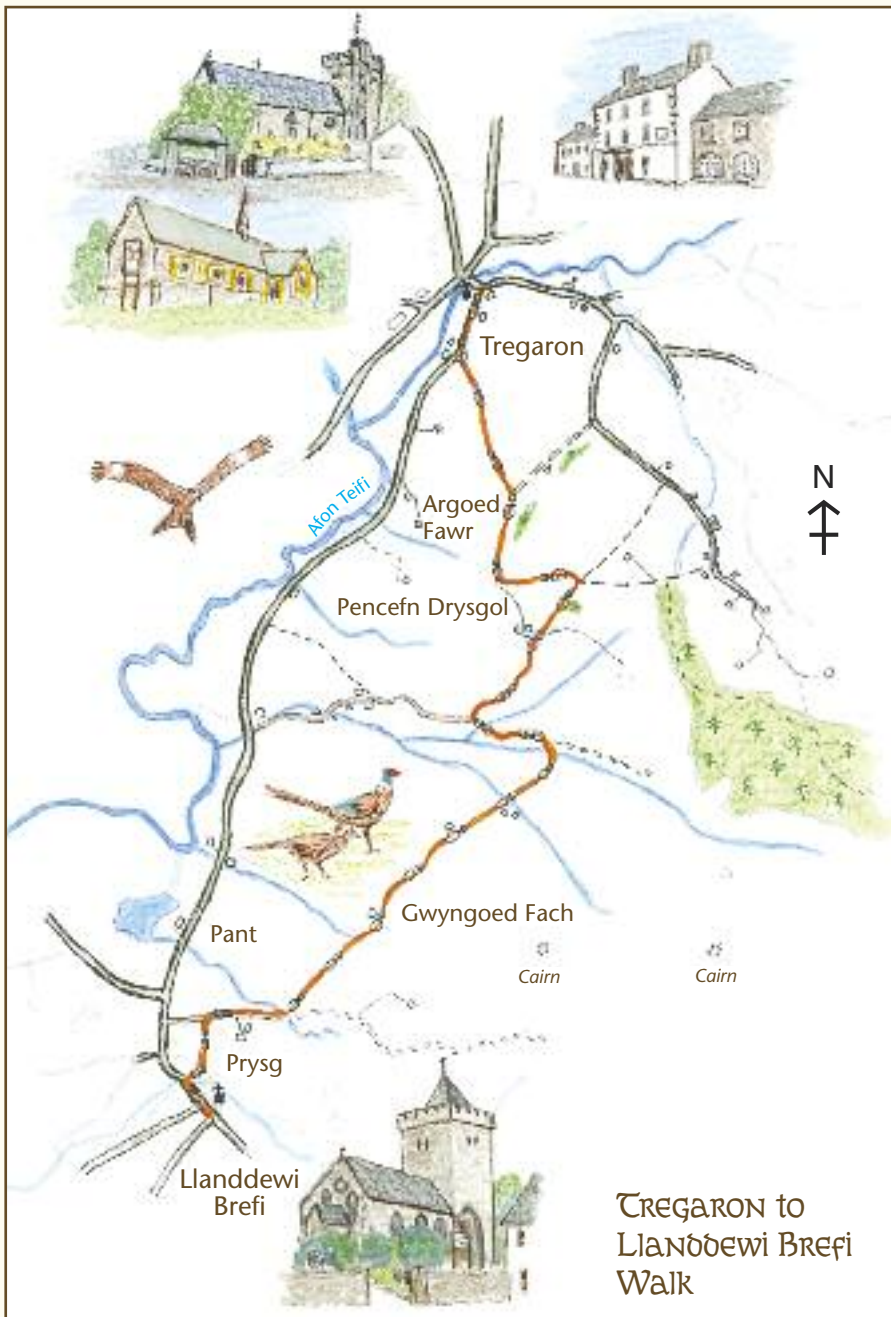 Tregaron
N
Afon Teifi
Argoed
Fawr
Pencefn Drysgol
Gwyngoed Fach
Pant
Cairn
Cairn
Prysg
Llanddewi
Brefi
Tregaron to
Llanddewi Brefi
Walk